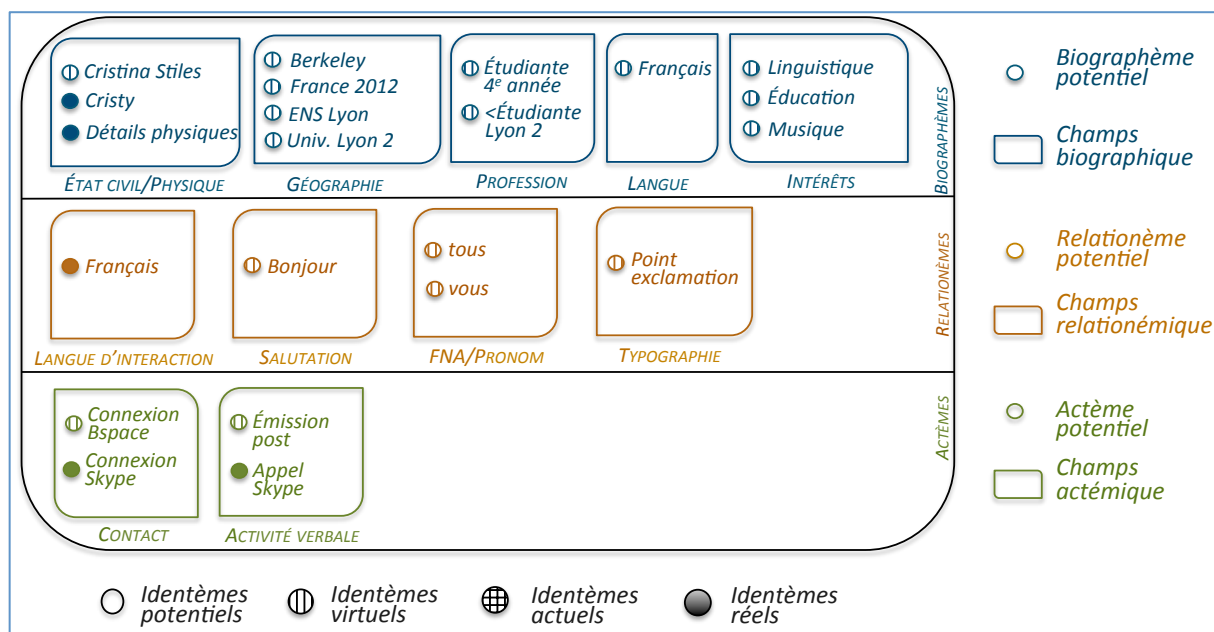 Cristina Stiles
Cristy
Détails physiques
ÉTAT CIVIL/PHYSIQUE
Berkeley
France 2012
ENS Lyon
Univ. Lyon 2
GÉOGRAPHIE
Étudiante
4e année
<Étudiante
Lyon 2
PROFESSION
Français
LANGUE
Linguistique
Éducation
Musique
INTÉRÊTS
BIOGRAPHÈMES
Français
LANGUE D'INTERACTION
Bonjour
SALUTATION
tous
vous
FNA/PRONOM
Point
exclamation
TYPOGRAPHIE
RELATIONÈMES
Connexion
Bspace
Connexion
Skype
CONTACT
Émission
post
Appel
Skype
ACTIVITÉ VERBALE
ACTÈMES
Biographème
potentiel
Champs
biographique
Relationème
potentiel
Champs
relationémique
Actème
potentiel
Champs
actémique
Identèmes
potentiels
Identèmes
virtuels
Identèmes
actuels
Identèmes
réels